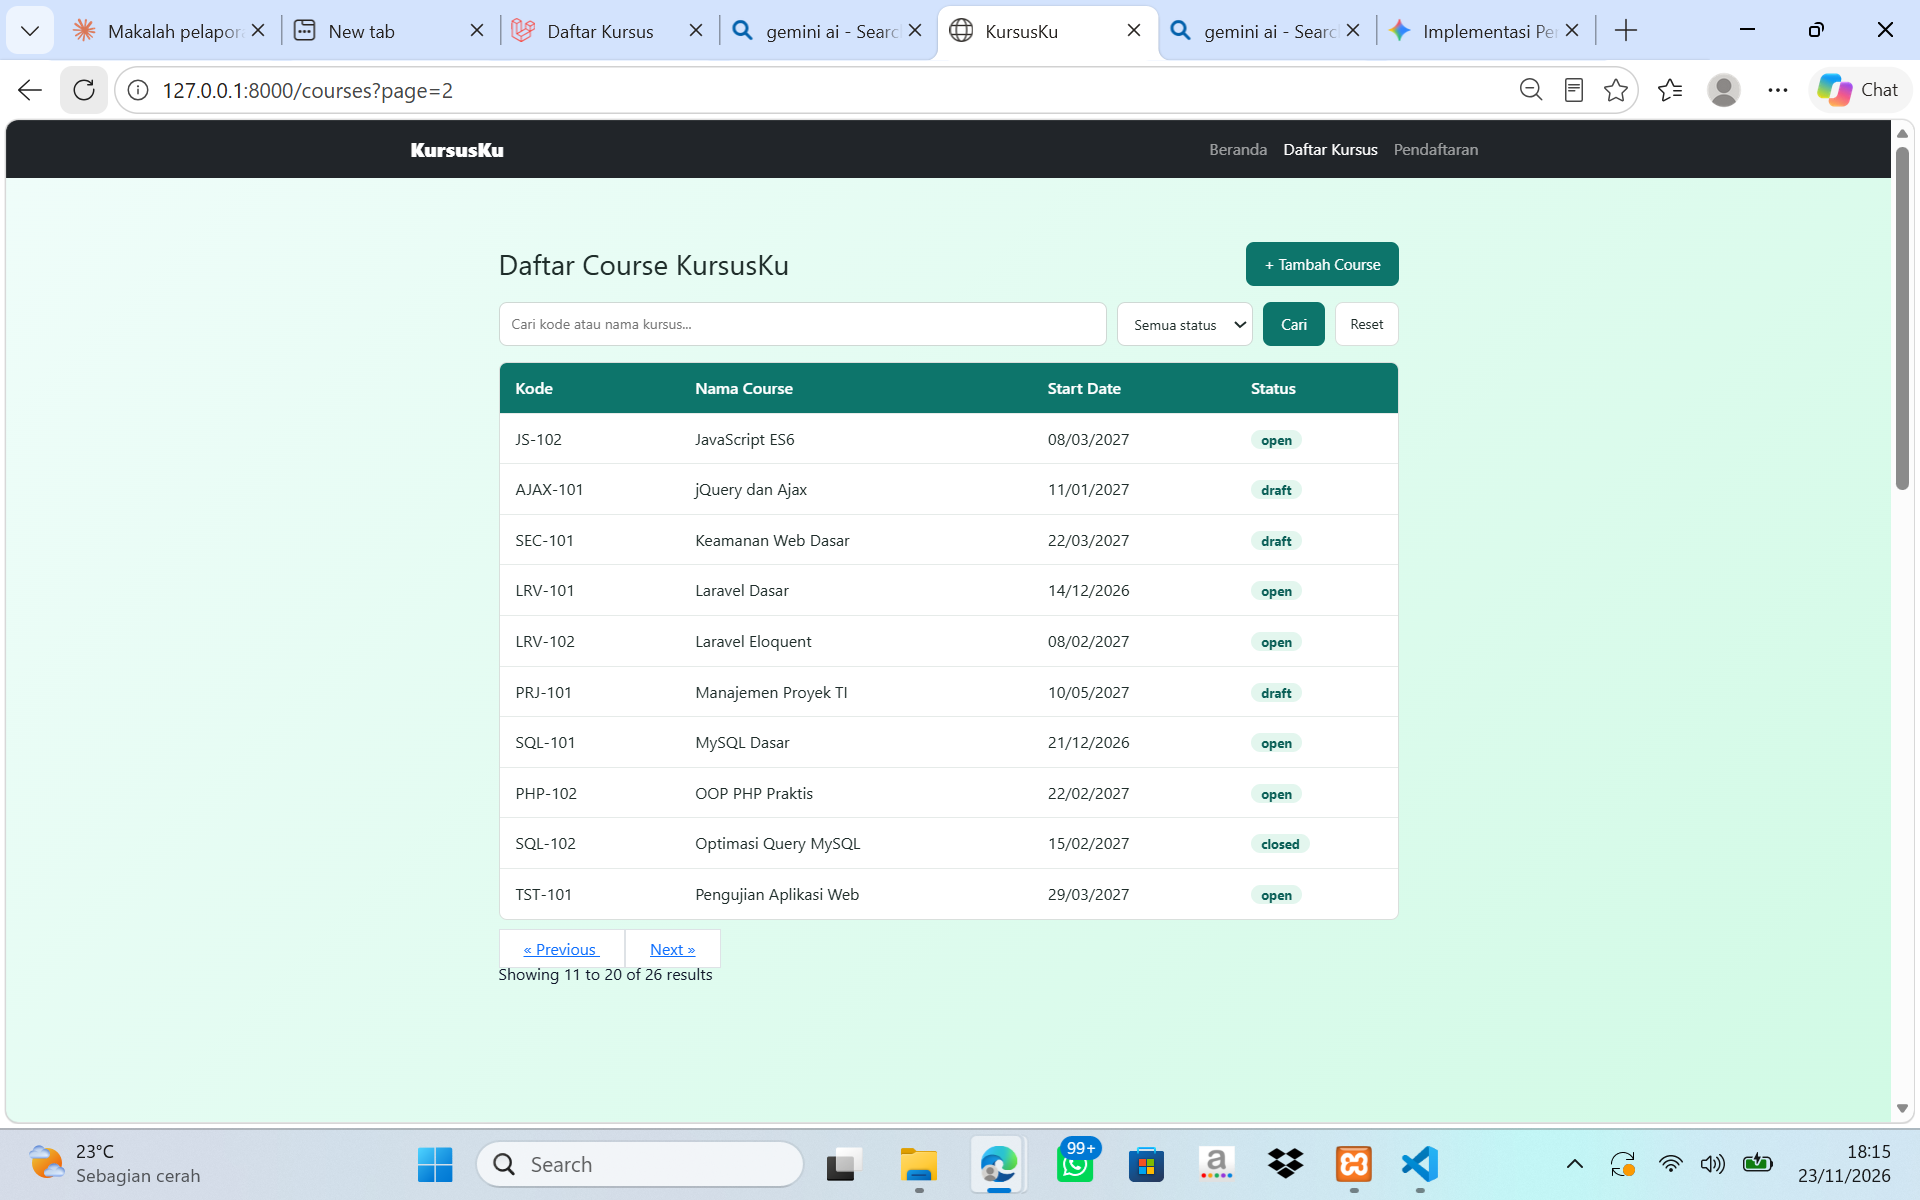 Makalah pelapor
New tab
Daftar Kursus
gemini ai - Searc
KursusKu
gemini ai - Searc
Implementasi Pe
127.0.0.1:8000/courses?page=2
Chat
KursusKu
Beranda Daftar Kursus Pendaftaran
Daftar Course KursusKu
+ Tambah Course
Cari kode atau nama kursus...
Semua status
Cari
Reset
Kode Nama Course Start Date Status
JS-102 JavaScript ES6 08/03/2027 open
AJAX-101 jQuery dan Ajax 11/01/2027 draft
SEC-101 Keamanan Web Dasar 22/03/2027 draft
LRV-101 Laravel Dasar 14/12/2026 open
LRV-102 Laravel Eloquent 08/02/2027 open
PRJ-101 Manajemen Proyek TI 10/05/2027 draft
SQL-101 MySQL Dasar 21/12/2026 open
PHP-102 OOP PHP Praktis 22/02/2027 open
SQL-102 Optimasi Query MySQL 15/02/2027 closed
TST-101 Pengujian Aplikasi Web 29/03/2027 open
« Previous Next »
Showing 11 to 20 of 26 results
23°C
Sebagian cerah
Search
99+
18:15
23/11/2026